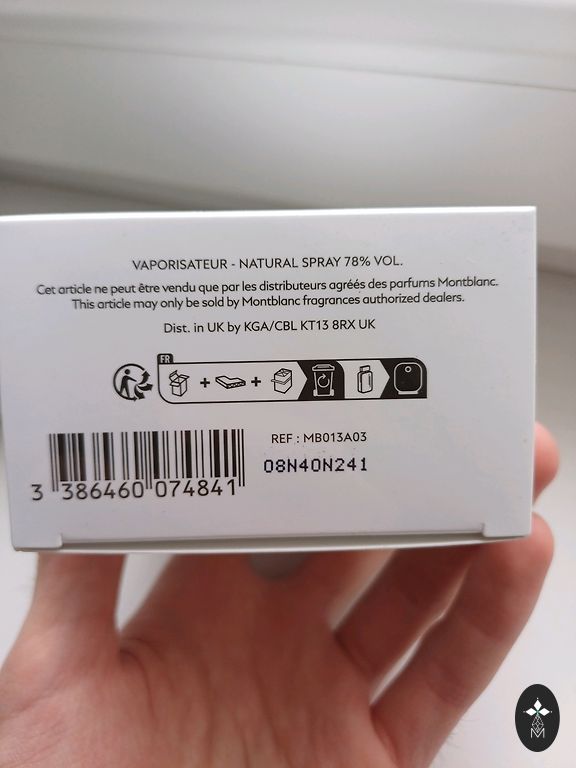 VAPORISATEUR - NATURAL SPRAY 78% VOL.
Cet article ne peut être vendu que par les distributeurs agréés des parfums Montblanc.
This article may only be sold by Montblanc fragrances authorized dealers.
Dist. in UK by KGA/CBL KT13 8RX UK
FR
REF : MB013A03
08N40N241
3 386460 074841
M